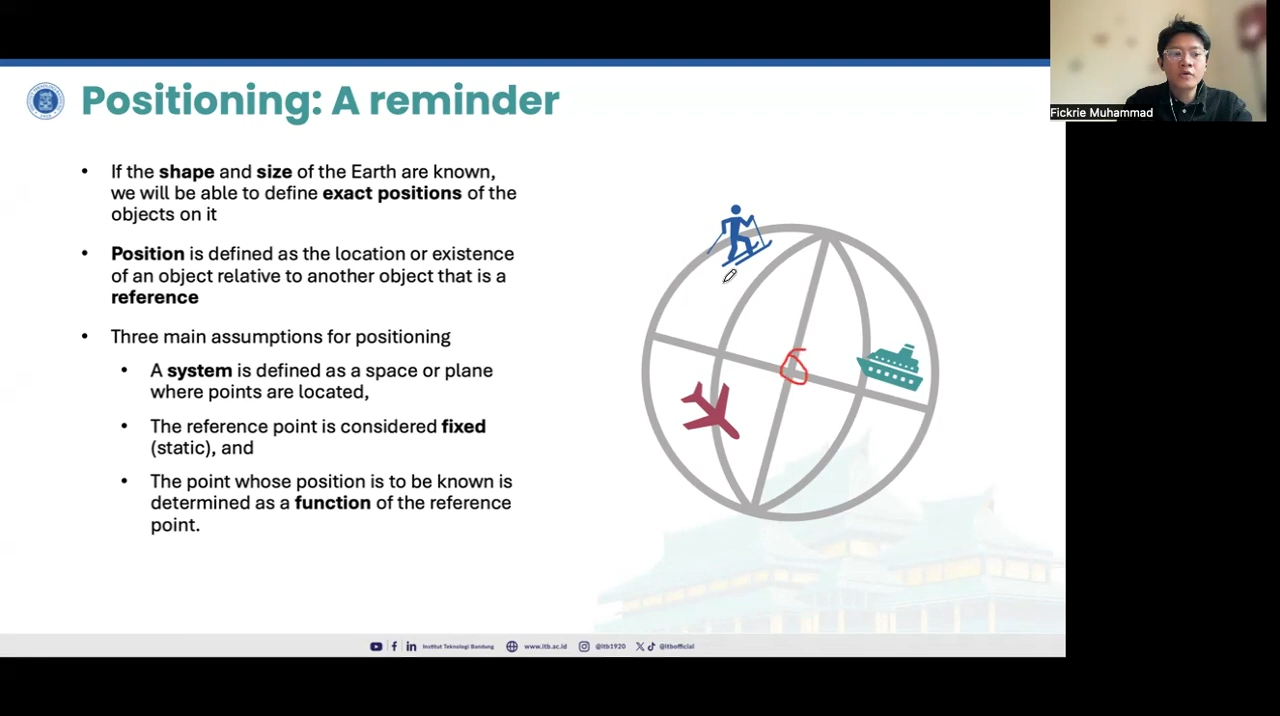 Positioning: A reminder
Fickrie Muhammad
• If the shape and size of the Earth are known,
we will be able to define exact positions of the
objects on it
• Position is defined as the location or existence
of an object relative to another object that is a
reference
• Three main assumptions for positioning
• A system is defined as a space or plane
where points are located,
• The reference point is considered fixed
(static), and
• The point whose position is to be known is
determined as a function of the reference
point.
Institut Teknologi Bandung www.itb.ac.id @itb1920 @itbofficial